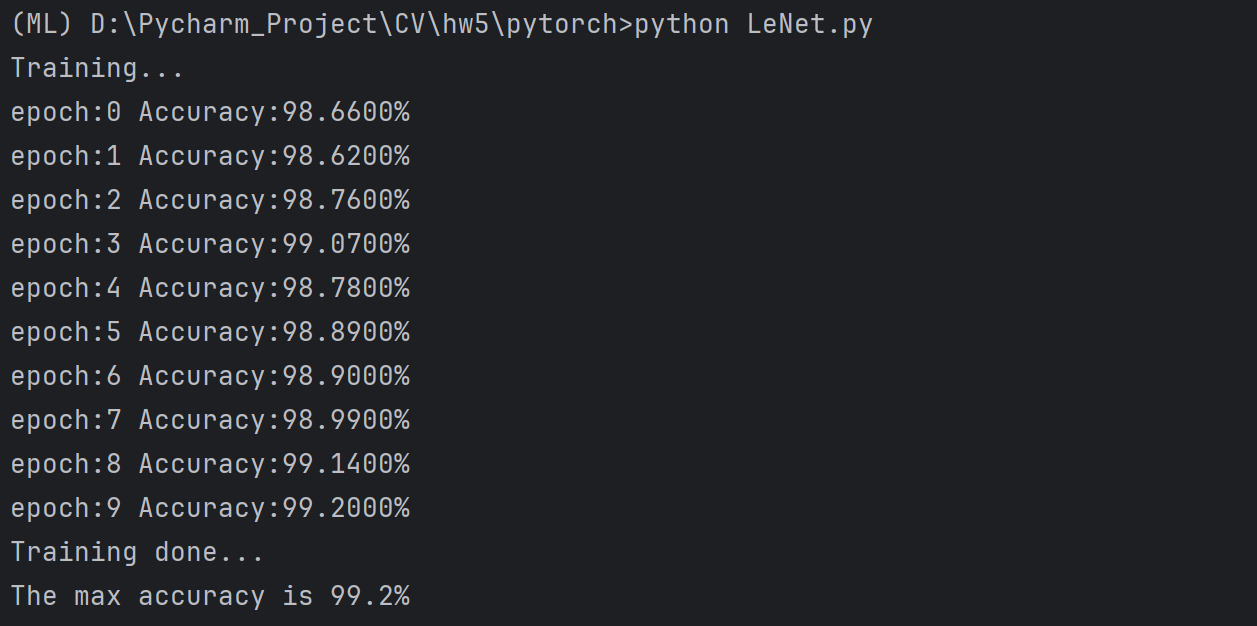 (ML) D:\Pycharm_Project\CV\hw5\pytorch>python LeNet.py
Training...
epoch:0 Accuracy:98.6600%
epoch:1 Accuracy:98.6200%
epoch:2 Accuracy:98.7600%
epoch:3 Accuracy:99.0700%
epoch:4 Accuracy:98.7800%
epoch:5 Accuracy:98.8900%
epoch:6 Accuracy:98.9000%
epoch:7 Accuracy:98.9900%
epoch:8 Accuracy:99.1400%
epoch:9 Accuracy:99.2000%
Training done...
The max accuracy is 99.2%